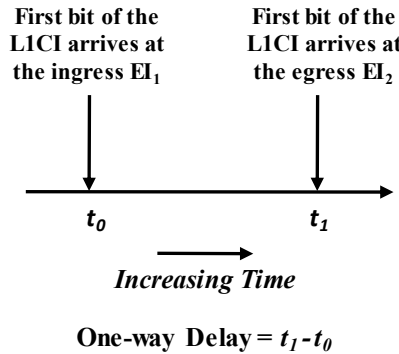 First bit of the
L1CI arrives at
the ingress EI₁
First bit of the
L1CI arrives at
the egress EI₂
t₀
t₁
Increasing Time
One-way Delay = t₁-t₀